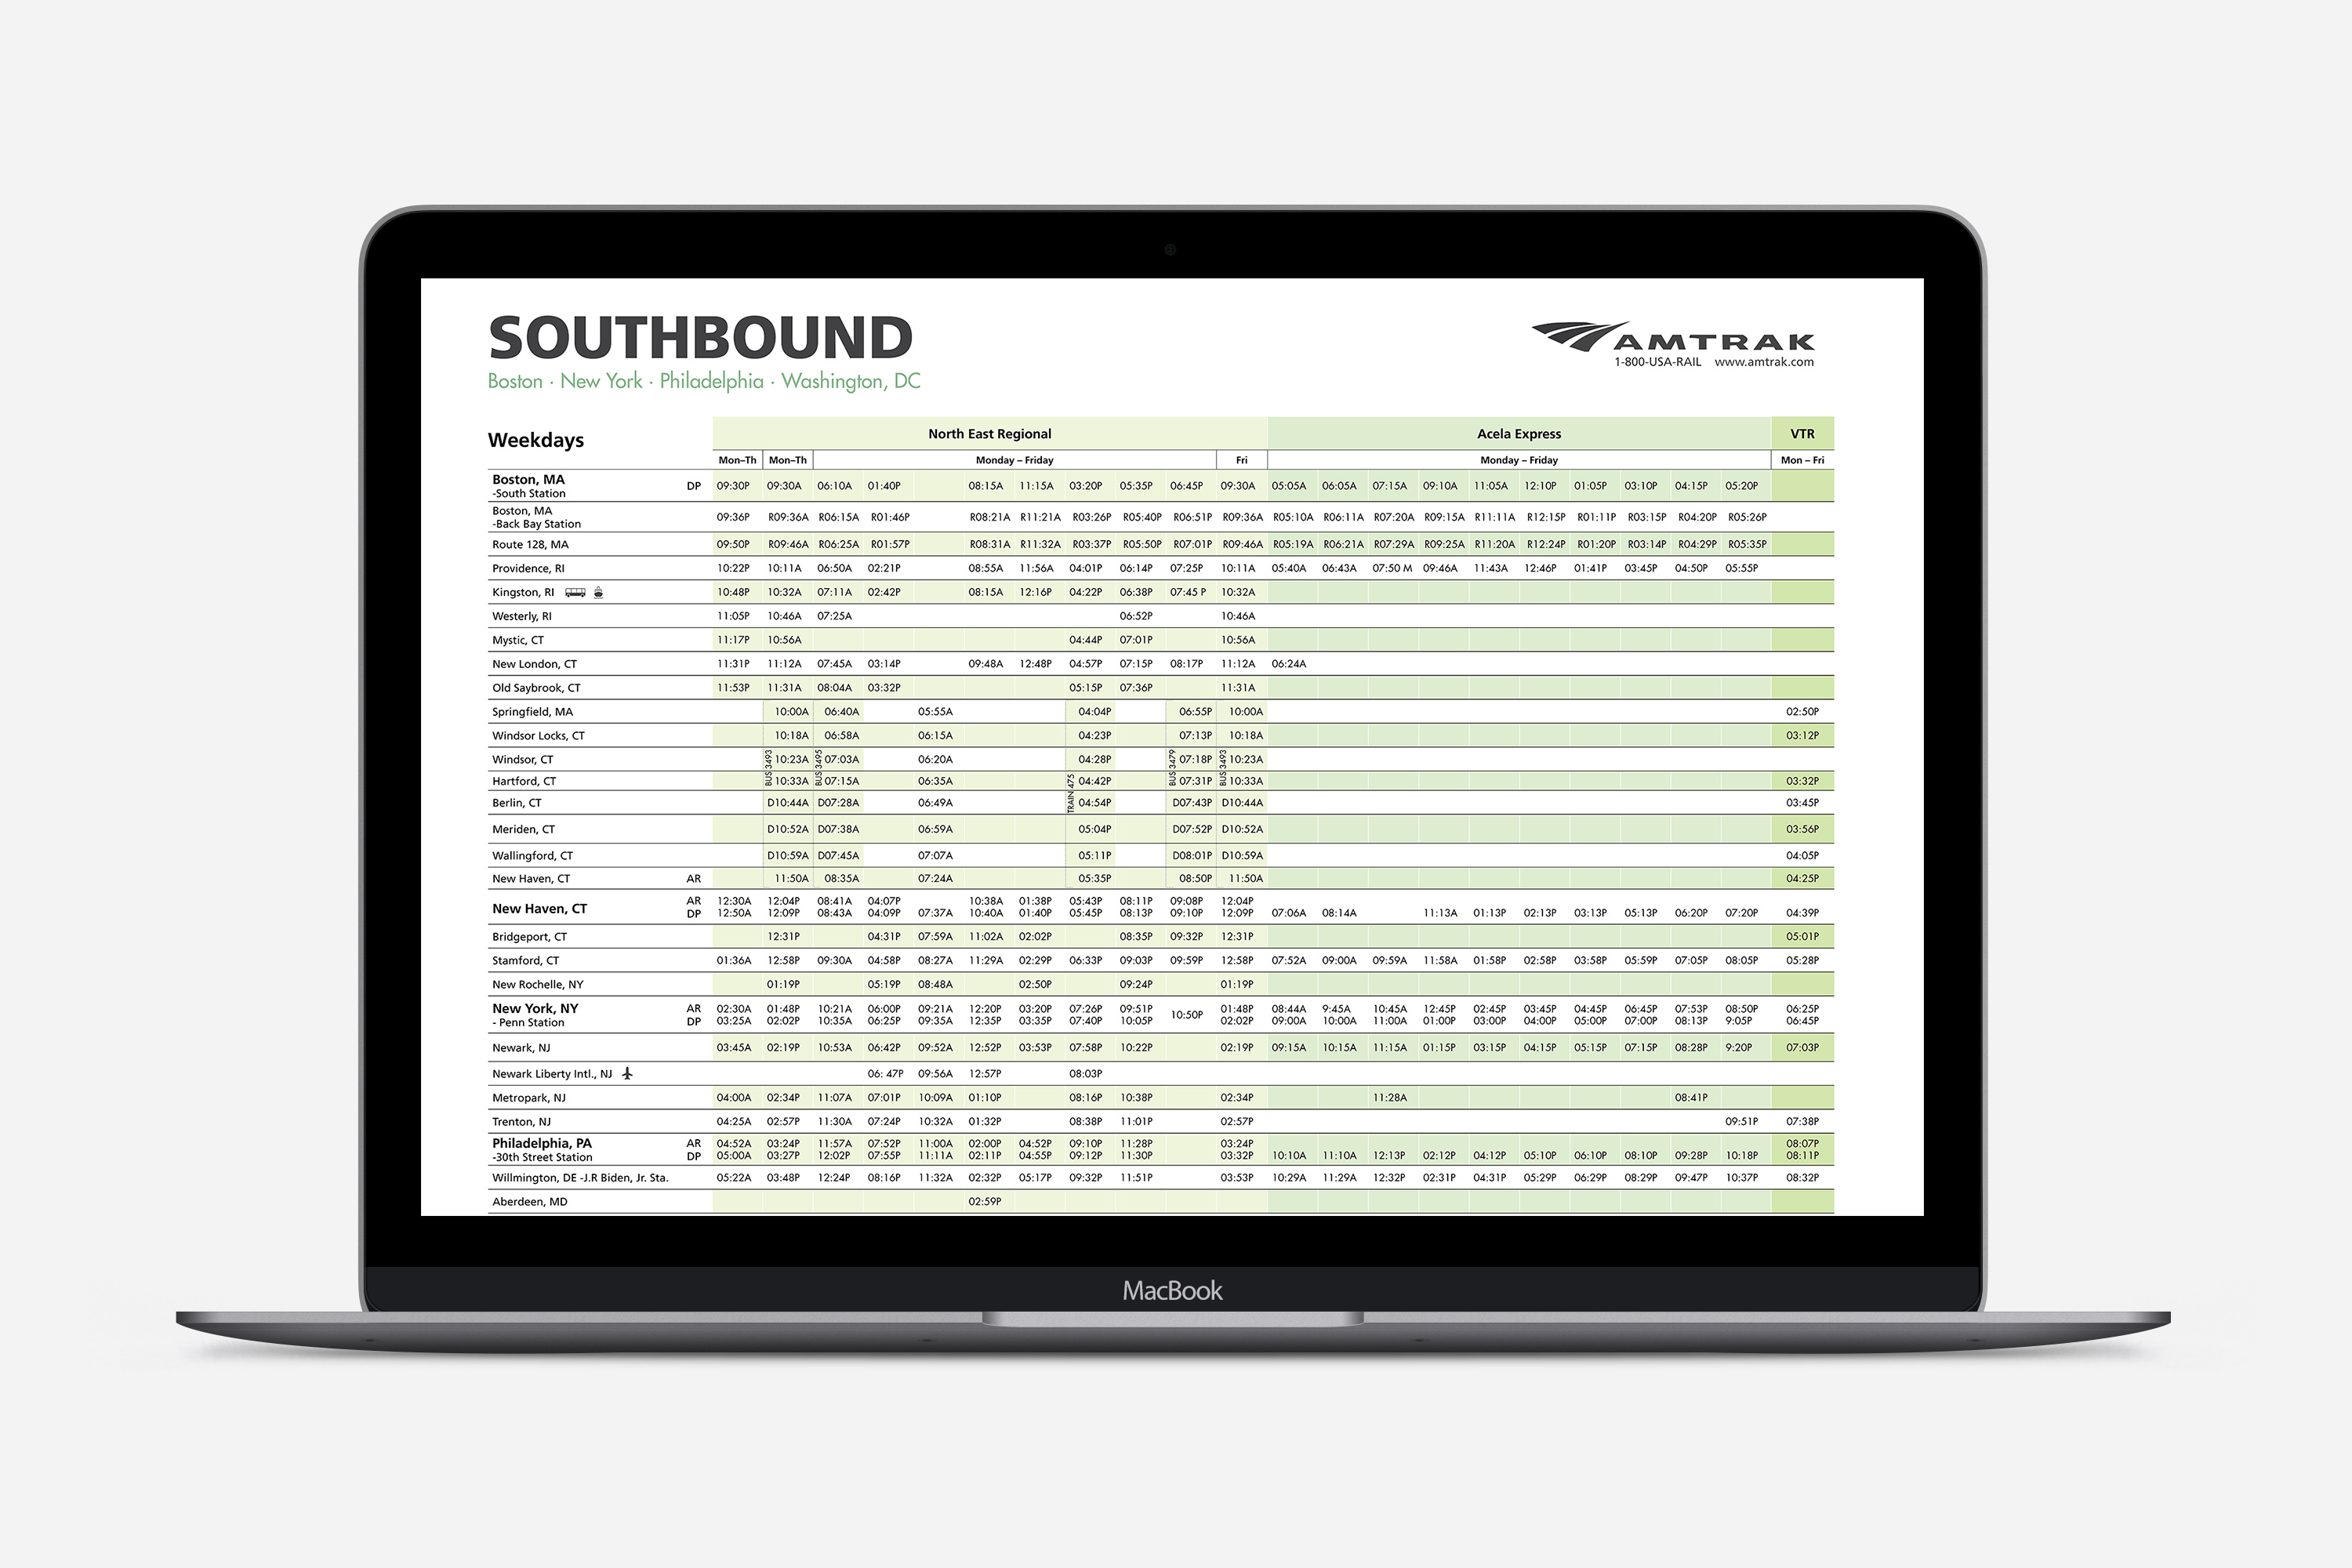 SOUTHBOUND
Boston · New York · Philadelphia · Washington, DC
AMTRAK
1-800-USA-RAIL www.amtrak.com
Weekdays North East Regional Acela Express VTR
Mon–Th Mon–Th Monday – Friday Fri Monday – Friday Mon – Fri
Boston, MA
-South Station DP 09:30P 09:30A 06:10A 01:40P 08:15A 11:15A 03:20P 05:35P 06:45P 09:30A 05:05A 06:05A 07:15A 09:10A 11:05A 12:10P 01:05P 03:10P 04:15P 05:20P
Boston, MA
-Back Bay Station 09:36P R09:36A R06:15A R01:46P R08:21A R11:21A R03:26P R05:40P R06:51P R09:36A R05:10A R06:11A R07:20A R09:15A R11:11A R12:15P R01:11P R03:15P R04:20P R05:26P
Route 128, MA 09:50P R09:46A R06:25A R01:57P R08:31A R11:32A R03:37P R05:50P R07:01P R09:46A R05:19A R06:21A R07:29A R09:25A R11:20A R12:24P R01:20P R03:14P R04:29P R05:35P
Providence, RI 10:22P 10:11A 06:50A 02:21P 08:55A 11:56A 04:01P 06:14P 07:25P 10:11A 05:40A 06:43A 07:50 M 09:46A 11:43A 12:46P 01:41P 03:45P 04:50P 05:55P
Kingston, RI 10:48P 10:32A 07:11A 02:42P 08:15A 12:16P 04:22P 06:38P 07:45 P 10:32A
Westerly, RI 11:05P 10:46A 07:25A 06:52P 10:46A
Mystic, CT 11:17P 10:56A 04:44P 07:01P 10:56A
New London, CT 11:31P 11:12A 07:45A 03:14P 09:48A 12:48P 04:57P 07:15P 08:17P 11:12A 06:24A
Old Saybrook, CT 11:53P 11:31A 08:04A 03:32P 05:15P 07:36P 11:31A
Springfield, MA 10:00A 06:40A 05:55A 04:04P 06:55P 10:00A 02:50P
Windsor Locks, CT 10:18A 06:58A 06:15A 04:23P 07:13P 10:18A 03:12P
BUS 3493 BUS 3495 TRAIN 475 BUS 3479 BUS 3493
Windsor, CT 10:23A 07:03A 06:20A 04:28P 07:18P 10:23A
Hartford, CT 10:33A 07:15A 06:35A 04:42P 07:31P 10:33A 03:32P
Berlin, CT D10:44A D07:28A 06:49A 04:54P D07:43P D10:44A 03:45P
Meriden, CT D10:52A D07:38A 06:59A 05:04P D07:52P D10:52A 03:56P
Wallingford, CT D10:59A D07:45A 07:07A 05:11P D08:01P D10:59A 04:05P
New Haven, CT AR 11:50A 08:35A 07:24A 05:35P 08:50P 11:50A 04:25P
New Haven, CT AR 12:30A 12:04P 08:41A 04:07P 10:38A 01:38P 05:43P 08:11P 09:08P 12:04P
DP 12:50A 12:09P 08:43A 04:09P 07:37A 10:40A 01:40P 05:45P 08:13P 09:10P 12:09P 07:06A 08:14A 11:13A 01:13P 02:13P 03:13P 05:13P 06:20P 07:20P 04:39P
Bridgeport, CT 12:31P 04:31P 07:59A 11:02A 02:02P 08:35P 09:32P 12:31P 05:01P
Stamford, CT 01:36A 12:58P 09:30A 04:58P 08:27A 11:29A 02:29P 06:33P 09:03P 09:59P 12:58P 07:52A 09:00A 09:59A 11:58A 01:58P 02:58P 03:58P 05:59P 07:05P 08:05P 05:28P
New Rochelle, NY 01:19P 05:19P 08:48A 02:50P 09:24P 01:19P
New York, NY AR 02:30A 01:48P 10:21A 06:00P 09:21A 12:20P 03:20P 07:26P 09:51P 10:50P 01:48P 08:44A 9:45A 10:45A 12:45P 02:45P 03:45P 04:45P 06:45P 07:53P 08:50P 06:25P
- Penn Station DP 03:25A 02:02P 10:35A 06:25P 09:35A 12:35P 03:35P 07:40P 10:05P 02:02P 09:00A 10:00A 11:00A 01:00P 03:00P 04:00P 05:00P 07:00P 08:13P 9:05P 06:45P
Newark, NJ 03:45A 02:19P 10:53A 06:42P 09:52A 12:52P 03:53P 07:58P 10:22P 02:19P 09:15A 10:15A 11:15A 01:15P 03:15P 04:15P 05:15P 07:15P 08:28P 9:20P 07:03P
Newark Liberty Intl., NJ 06: 47P 09:56A 12:57P 08:03P
Metropark, NJ 04:00A 02:34P 11:07A 07:01P 10:09A 01:10P 08:16P 10:38P 02:34P 11:28A 08:41P
Trenton, NJ 04:25A 02:57P 11:30A 07:24P 10:32A 01:32P 08:38P 11:01P 02:57P 09:51P 07:38P
Philadelphia, PA AR 04:52A 03:24P 11:57A 07:52P 11:00A 02:00P 04:52P 09:10P 11:28P 03:24P 08:07P
-30th Street Station DP 05:00A 03:27P 12:02P 07:55P 11:11A 02:11P 04:55P 09:12P 11:30P 03:32P 10:10A 11:10A 12:13P 02:12P 04:12P 05:10P 06:10P 08:10P 09:28P 10:18P 08:11P
Willmington, DE -J.R Biden, Jr. Sta. 05:22A 03:48P 12:24P 08:16P 11:32A 02:32P 05:17P 09:32P 11:51P 03:53P 10:29A 11:29A 12:32P 02:31P 04:31P 05:29P 06:29P 08:29P 09:47P 10:37P 08:32P
Aberdeen, MD 02:59P
MacBook